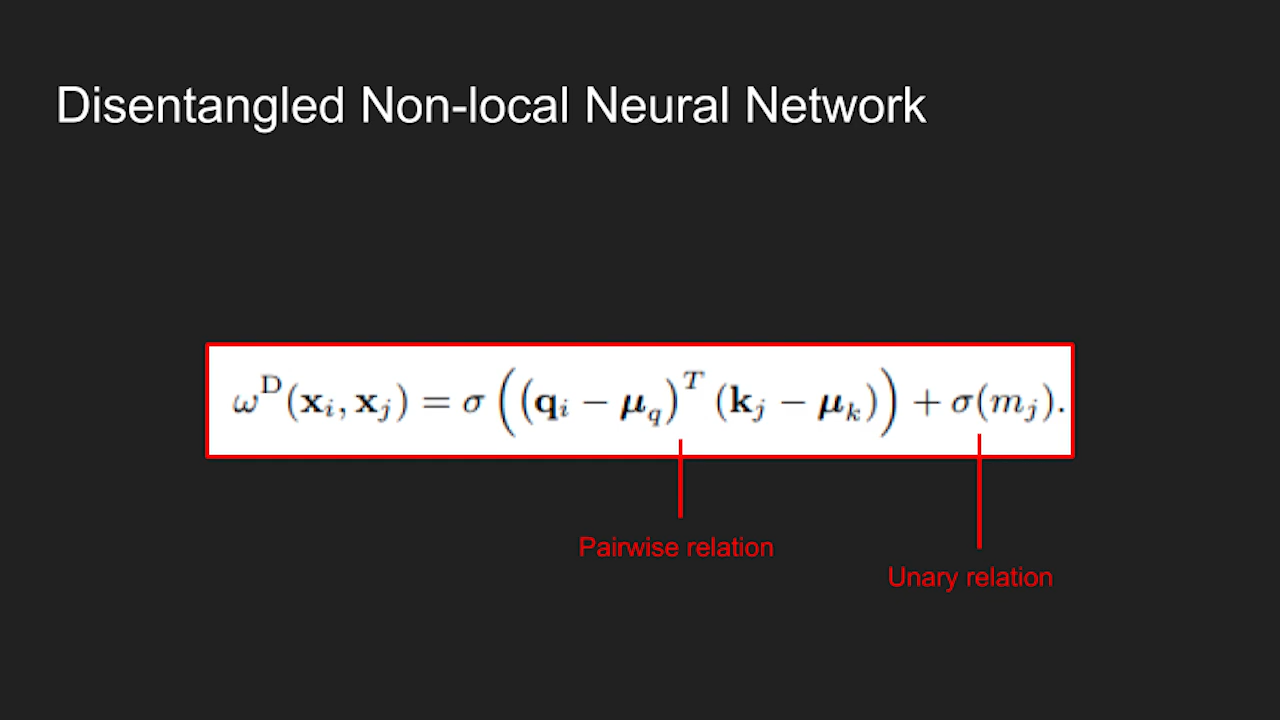 Disentangled Non-local Neural Network
ω^D(x_i, x_j) = σ((q_i − μ_q)^T (k_j − μ_k)) + σ(m_j).
Pairwise relation
Unary relation